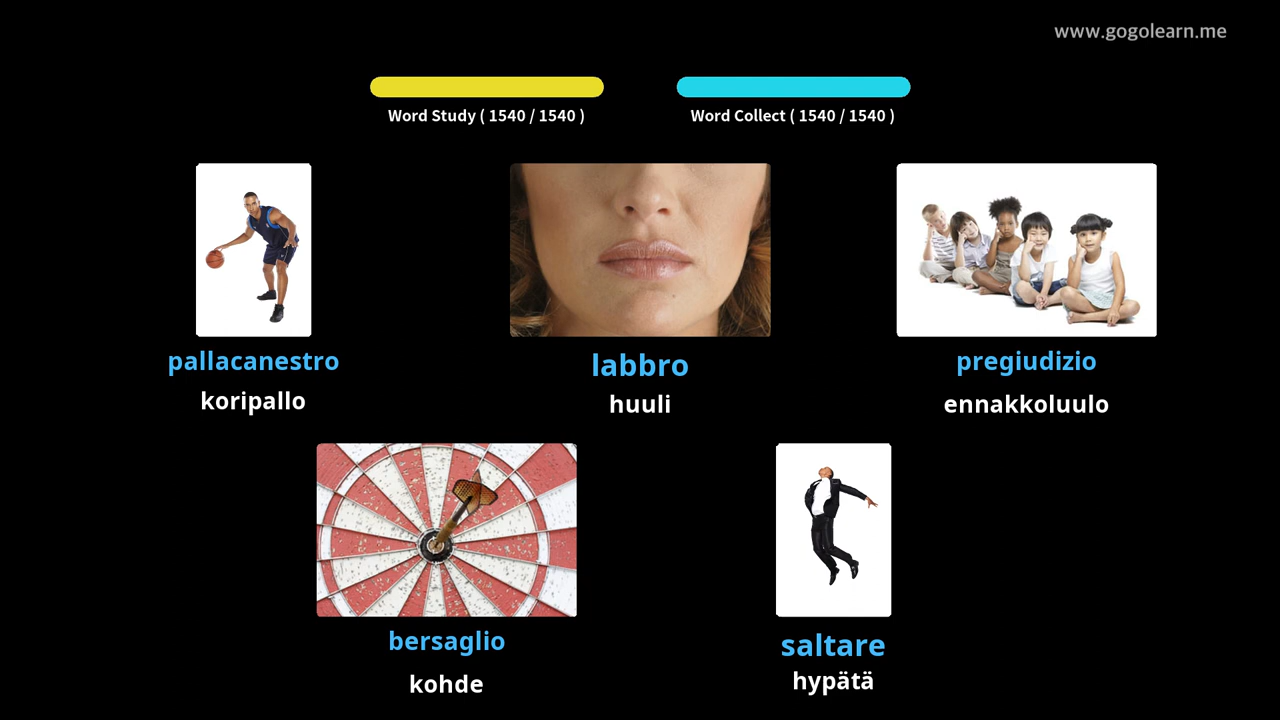 www.gogolearn.me
Word Study ( 1540 / 1540 )
Word Collect ( 1540 / 1540 )
pallacanestro
koripallo
labbro
huuli
pregiudizio
ennakkoluulo
bersaglio
kohde
saltare
hypätä